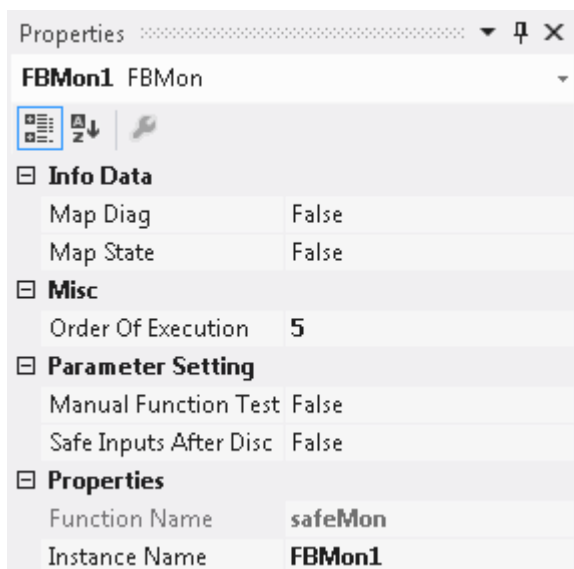 Properties
FBMon1 FBMon
Info Data
Map Diag False
Map State False
Misc
Order Of Execution 5
Parameter Setting
Manual Function Test False
Safe Inputs After Disc False
Properties
Function Name safeMon
Instance Name FBMon1